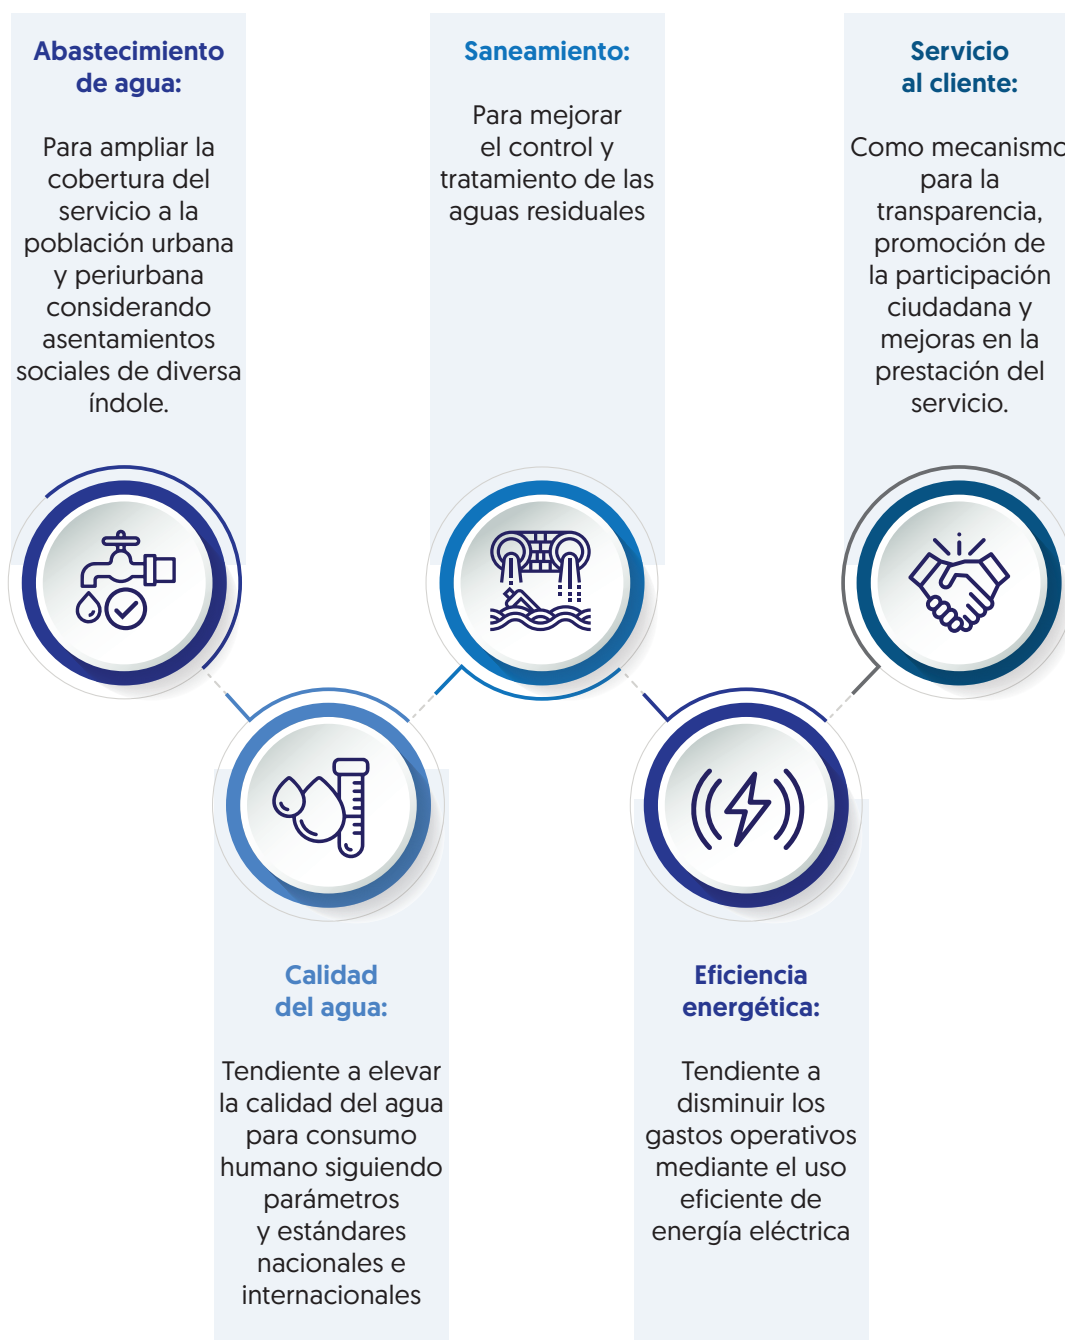 Abastecimiento
de agua:
Para ampliar la
cobertura del
servicio a la
población urbana
y periurbana
considerando
asentamientos
sociales de diversa
índole.
Calidad
del agua:
Tendiente a elevar
la calidad del agua
para consumo
humano siguiendo
parámetros
y estándares
nacionales e
internacionales
Saneamiento:
Para mejorar
el control y
tratamiento de las
aguas residuales
Eficiencia
energética:
Tendiente a
disminuir los
gastos operativos
mediante el uso
eficiente de
energía eléctrica
Servicio
al cliente:
Como mecanismo
para la
transparencia,
promoción de
la participación
ciudadana y
mejoras en la
prestación del
servicio.